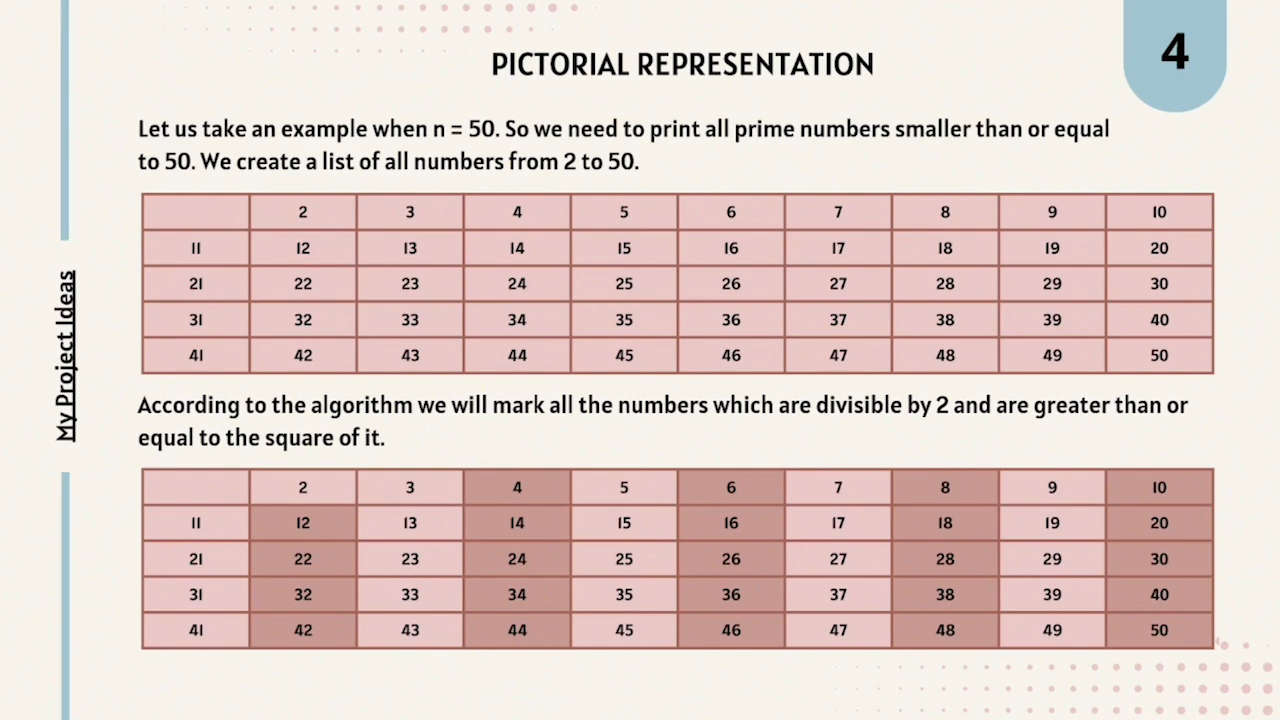 4
PICTORIAL REPRESENTATION
Let us take an example when n = 50. So we need to print all prime numbers smaller than or equal
to 50. We create a list of all numbers from 2 to 50.
2 3 4 5 6 7 8 9 10
11 12 13 14 15 16 17 18 19 20
21 22 23 24 25 26 27 28 29 30
31 32 33 34 35 36 37 38 39 40
41 42 43 44 45 46 47 48 49 50
My Project Ideas
According to the algorithm we will mark all the numbers which are divisible by 2 and are greater than or
equal to the square of it.
2 3 4 5 6 7 8 9 10
11 12 13 14 15 16 17 18 19 20
21 22 23 24 25 26 27 28 29 30
31 32 33 34 35 36 37 38 39 40
41 42 43 44 45 46 47 48 49 50